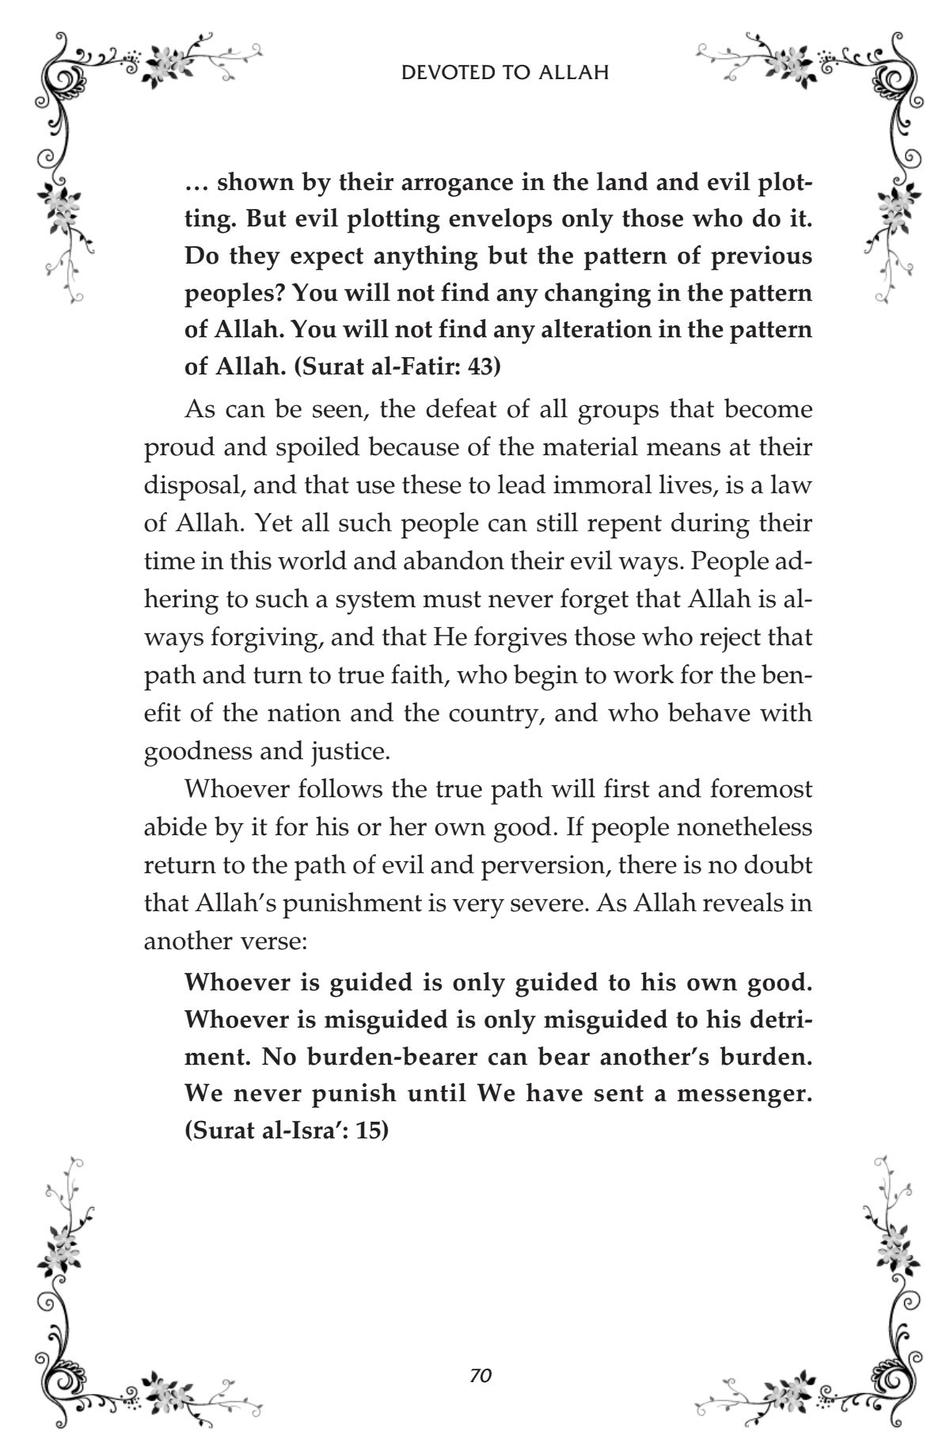 DEVOTED TO ALLAH
… shown by their arrogance in the land and evil plot-
ting. But evil plotting envelops only those who do it.
Do they expect anything but the pattern of previous
peoples? You will not find any changing in the pattern
of Allah. You will not find any alteration in the pattern
of Allah. (Surat al-Fatir: 43)
As can be seen, the defeat of all groups that become
proud and spoiled because of the material means at their
disposal, and that use these to lead immoral lives, is a law
of Allah. Yet all such people can still repent during their
time in this world and abandon their evil ways. People ad-
hering to such a system must never forget that Allah is al-
ways forgiving, and that He forgives those who reject that
path and turn to true faith, who begin to work for the ben-
efit of the nation and the country, and who behave with
goodness and justice.
Whoever follows the true path will first and foremost
abide by it for his or her own good. If people nonetheless
return to the path of evil and perversion, there is no doubt
that Allah’s punishment is very severe. As Allah reveals in
another verse:
Whoever is guided is only guided to his own good.
Whoever is misguided is only misguided to his detri-
ment. No burden-bearer can bear another’s burden.
We never punish until We have sent a messenger.
(Surat al-Isra’: 15)
70